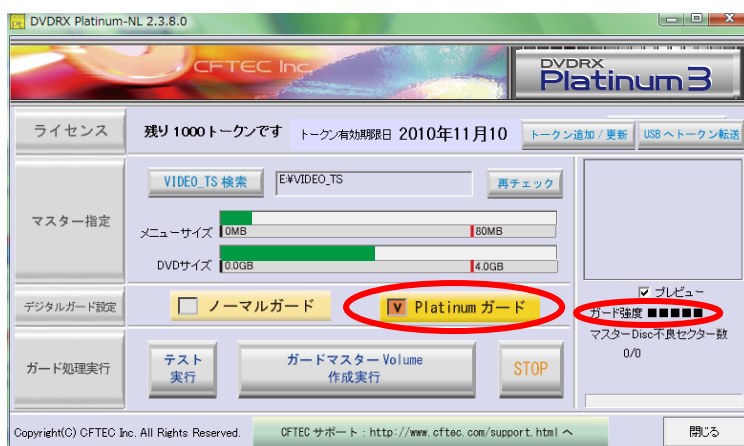 DVDRX Platinum-NL 2.3.8.0
CFTEC Inc.
DVDRX
Platinum 3
ライセンス
残り 1000トークンです
トークン有効期限日 2010年11月10
トークン追加 / 更新
USB へトークン転送
マスター指定
VIDEO_TS 検索
E:¥VIDEO_TS
再チェック
メニューサイズ
0MB
80MB
DVDサイズ
0.0GB
4.0GB
デジタルガード設定
ノーマルガード
V Platinum ガード
プレビュー
ガード強度 ■■■■■
マスターDisc不良セクター数
0/0
ガード処理実行
テスト
実行
ガードマスター Volume
作成実行
STOP
Copyright(C) CFTEC Inc. All Rights Reserved.
CFTEC サポート : http://www.cftec.com/support.html へ
閉じる